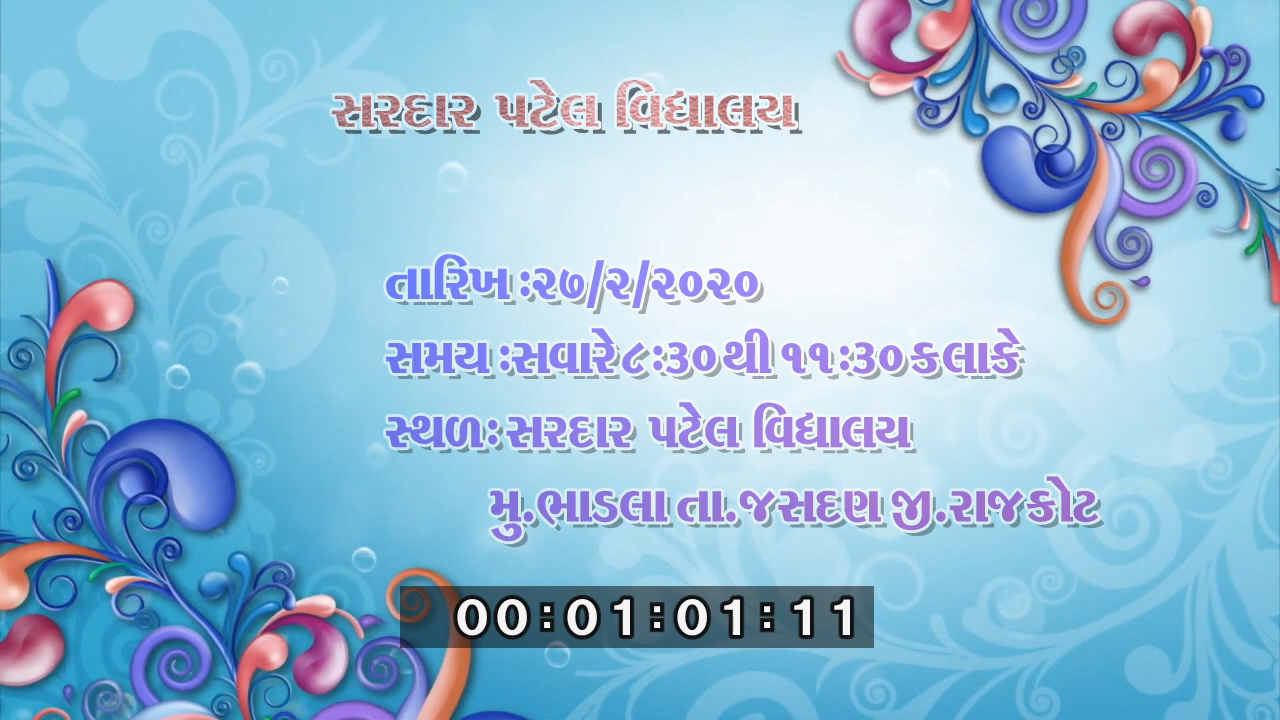 સરદાર પટેલ વિદ્યાલય
તારિખ :૨૭/૨/૨૦૨૦
સમય :સવારે ૮:૩૦ થી ૧૧:૩૦ કલાકે
સ્થળ: સરદાર પટેલ વિદ્યાલય
મુ.ભાડલા તા.જસદણ જી.રાજકોટ
00:01:01:11